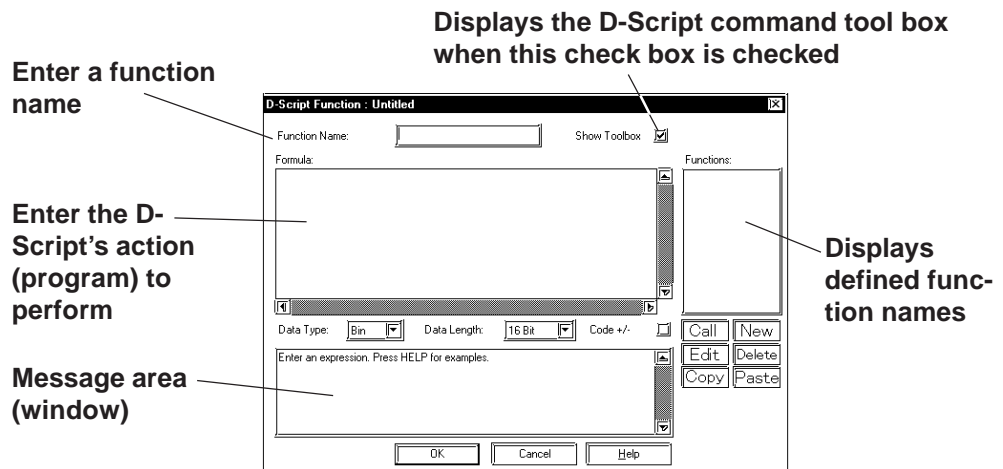 Displays the D-Script command tool box
when this check box is checked
Enter a function
name
D-Script Function : Untitled
Function Name:
Show Toolbox
Formula:
Functions:
Enter the D-
Script's action
(program) to
perform
Displays
defined func-
tion names
Data Type:
Bin
Data Length:
16 Bit
Code +/-
Call
New
Enter an expression. Press HELP for examples.
Edit
Delete
Copy
Paste
Message area
(window)
OK
Cancel
Help